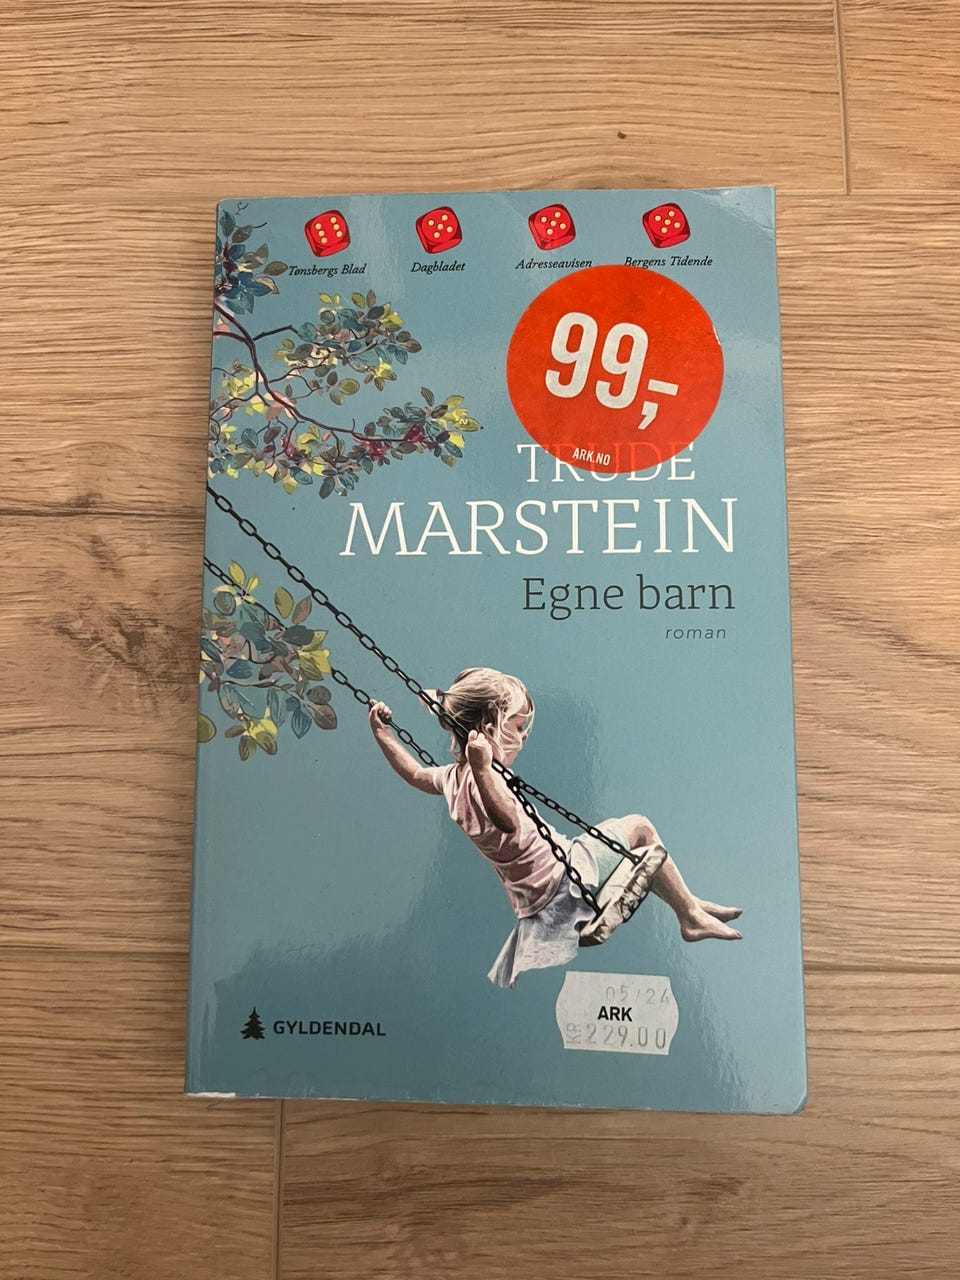 Tønsbergs Blad
Dagbladet
Adresseavisen
Bergens Tidende
99,-
ARK.NO
TRUDE
MARSTEIN
Egne barn
roman
GYLDENDAL
05/24
ARK
KR 229.00